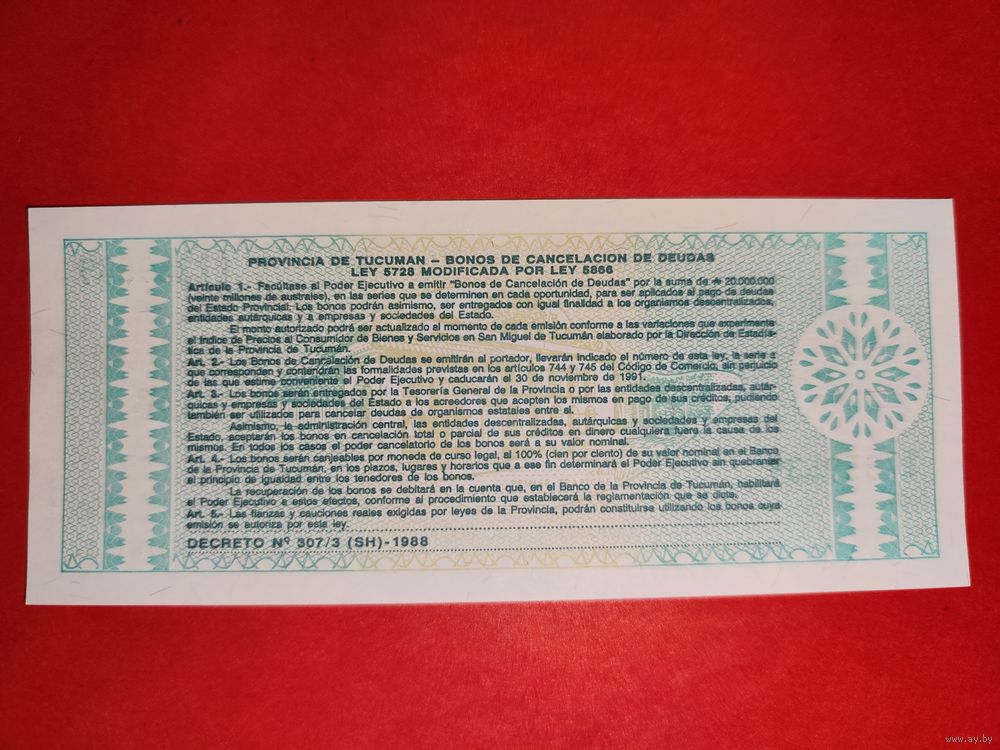 PROVINCIA DE TUCUMAN – BONOS DE CANCELACION DE DEUDAS
LEY 5728 MODIFICADA POR LEY 5866
Artículo 1.- Facúltase al Poder Ejecutivo a emitir "Bonos de Cancelación de Deudas" por la suma de ₳ 20.000.000
(veinte millones de australes), en las series que se determinen en cada oportunidad, para ser aplicados al pago de deudas
del Estado Provincial. Los bonos podrán asimismo, ser entregados con igual finalidad a los organismos descentralizados,
entidades autárquicas y a empresas y sociedades del Estado.
El monto autorizado podrá ser actualizado al momento de cada emisión conforme a las variaciones que experimente
el Indice de Precios al Consumidor de Bienes y Servicios en San Miguel de Tucumán elaborado por la Dirección de Estadís-
tica de la Provincia de Tucumán.
Art. 2.- Los Bonos de Cancelación de Deudas se emitirán al portador, llevarán indicado el número de esta ley, la serie a
que corresponden y contendrán las formalidades previstas en los artículos 744 y 745 del Código de Comercio, sin perjuicio
de las que estime conveniente el Poder Ejecutivo y caducarán el 30 de noviembre de 1991.
Art. 3.- Los bonos serán entregados por la Tesorería General de la Provincia o por las entidades descentralizadas, autár-
quicas y empresas y sociedades del Estado a los acreedores que acepten los mismos en pago de sus créditos, pudiendo
también ser utilizados para cancelar deudas de organismos estatales entre sí.
Asimismo, la administración central, las entidades descentralizadas, autárquicas y sociedades y empresas del
Estado, aceptarán los bonos en cancelación total o parcial de sus créditos en dinero cualquiera fuere la causa de los
mismos. En todos los casos el poder cancelatorio de los bonos será a su valor nominal.
Art. 4.- Los bonos serán canjeables por moneda de curso legal, al 100% (cien por ciento) de su valor nominal en el Banco
de la Provincia de Tucumán, en los plazos, lugares y horarios que a ese fin determinará el Poder Ejecutivo sin quebrantar
el principio de igualdad entre los tenedores de los bonos.
La recuperación de los bonos se debitará en la cuenta que, en el Banco de la Provincia de Tucumán, habilitará
el Poder Ejecutivo a estos efectos, conforme al procedimiento que establecerá la reglamentación que se dicte.
Art. 5.- Las fianzas y cauciones reales exigidas por leyes de la Provincia, podrán constituirse utilizando los bonos cuya
emisión se autoriza por esta ley.
DECRETO Nº 307/3 (SH)-1988
www.ay.by